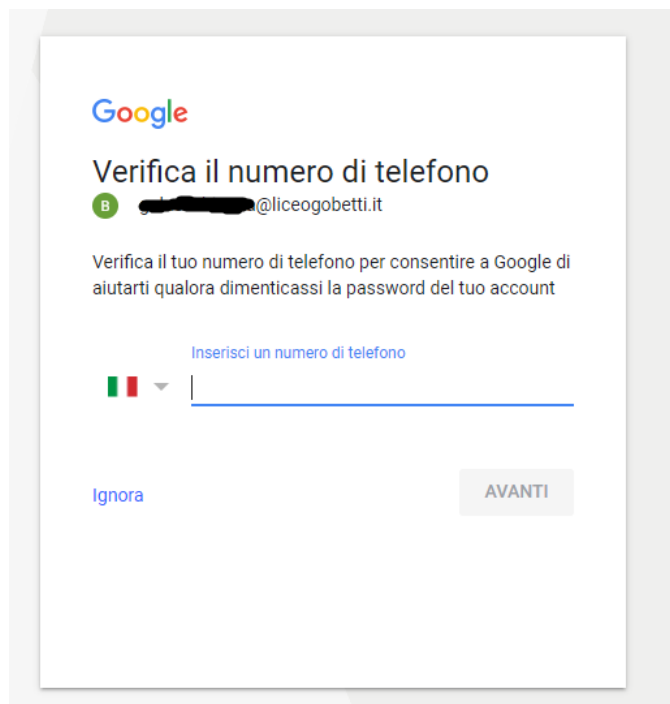 Google
Verifica il numero di telefono
B @liceogobetti.it
Verifica il tuo numero di telefono per consentire a Google di
aiutarti qualora dimenticassi la password del tuo account
Inserisci un numero di telefono
Ignora
AVANTI